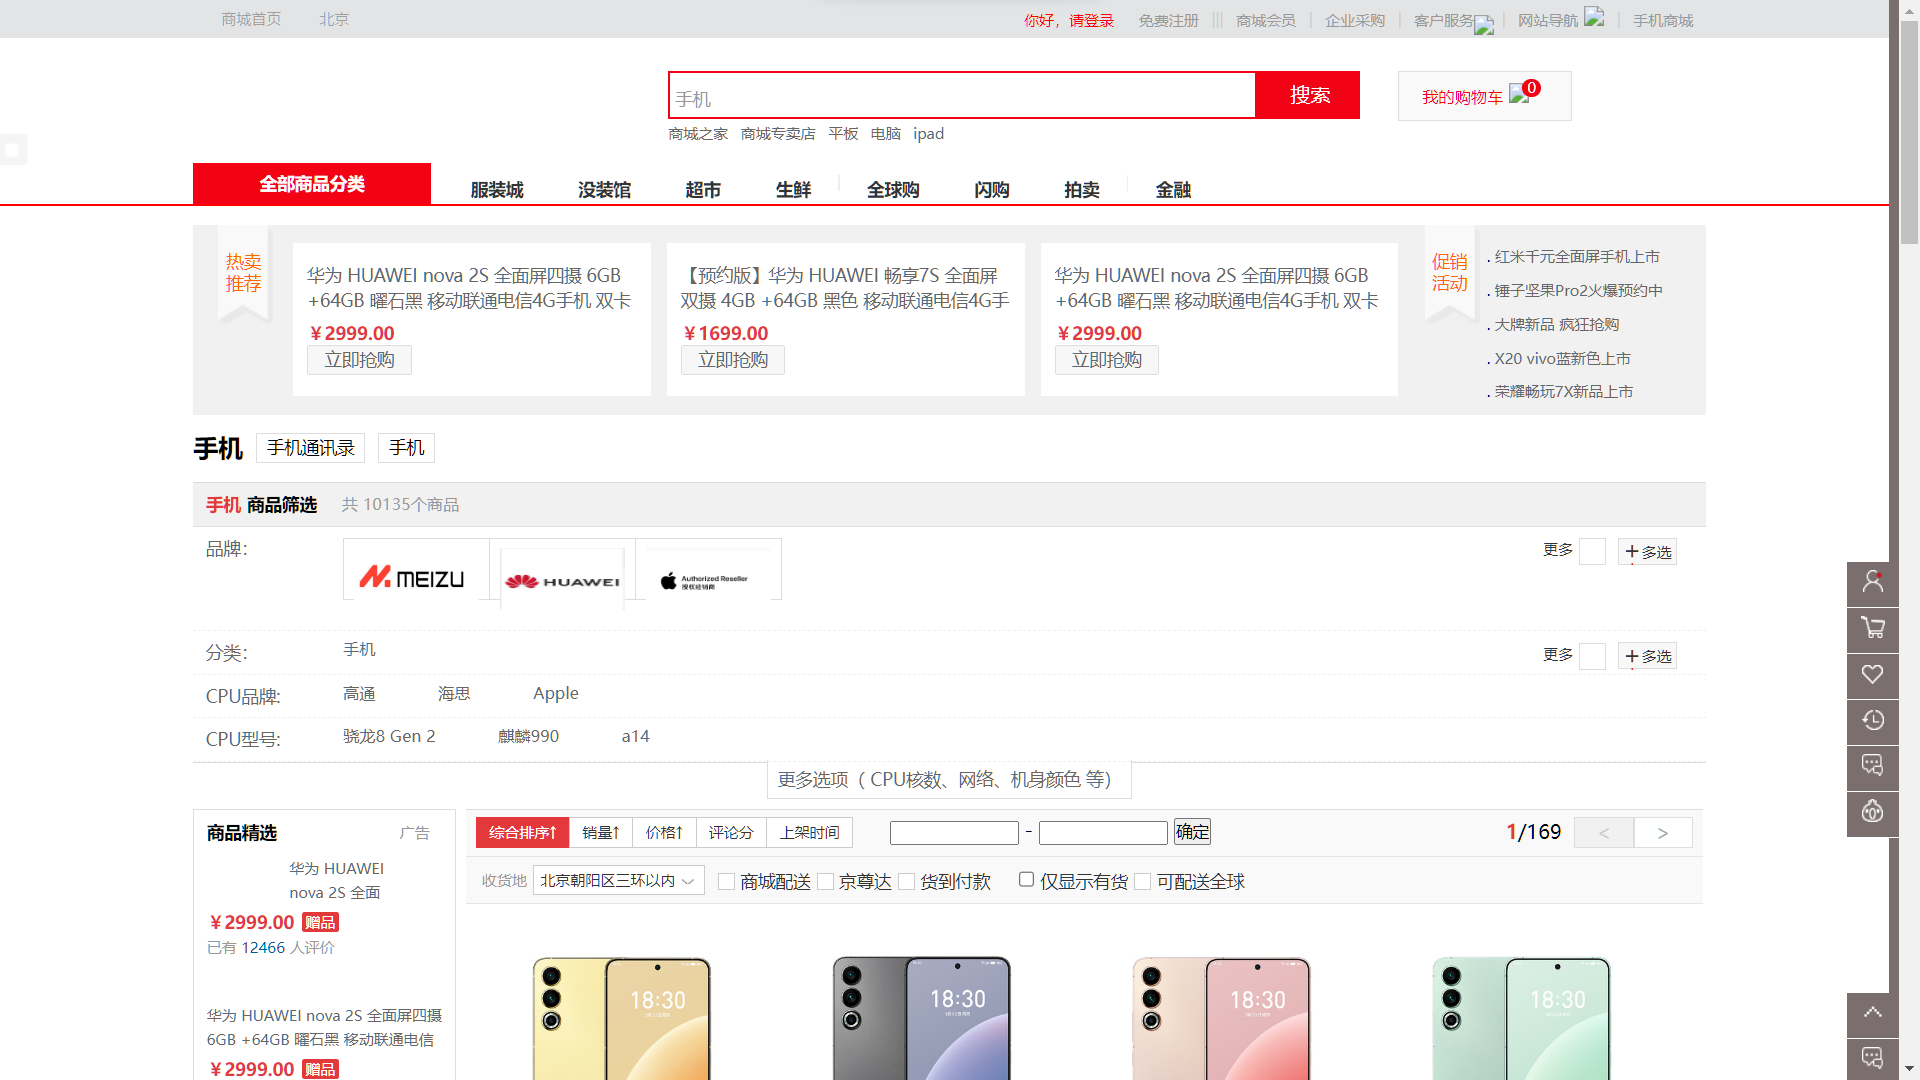 商城首页 北京 你好，请登录 免费注册 商城会员 企业采购 客户服务 网站导航 手机商城
手机 搜索 我的购物车 0
商城之家 商城专卖店 平板 电脑 ipad
全部商品分类 服装城 没装馆 超市 生鲜 全球购 闪购 拍卖 金融
热卖
推荐
华为 HUAWEI nova 2S 全面屏四摄 6GB
+64GB 曜石黑 移动联通电信4G手机 双卡
￥2999.00
立即抢购
【预约版】华为 HUAWEI 畅享7S 全面屏
双摄 4GB +64GB 黑色 移动联通电信4G手
￥1699.00
立即抢购
华为 HUAWEI nova 2S 全面屏四摄 6GB
+64GB 曜石黑 移动联通电信4G手机 双卡
￥2999.00
立即抢购
促销
活动
. 红米千元全面屏手机上市
. 锤子坚果Pro2火爆预约中
. 大牌新品 疯狂抢购
. X20 vivo蓝新色上市
. 荣耀畅玩7X新品上市
手机 手机通讯录 手机
手机 商品筛选 共 10135个商品
品牌: MEIZU HUAWEI Authorized Reseller 更多 +多选
授权经销商
分类: 手机 更多 +多选
CPU品牌: 高通 海思 Apple
CPU型号: 骁龙8 Gen 2 麒麟990 a14
更多选项（ CPU核数、网络、机身颜色 等）
商品精选 广告
华为 HUAWEI
nova 2S 全面
￥2999.00 赠品
已有 12466 人评价
华为 HUAWEI nova 2S 全面屏四摄
6GB +64GB 曜石黑 移动联通电信
￥2999.00 赠品
综合排序↑ 销量↑ 价格↑ 评论分 上架时间 - 确定 1/169 < >
收货地 北京朝阳区三环以内 商城配送 京尊达 货到付款 仅显示有货 可配送全球
18:30 18:30 18:30 18:30